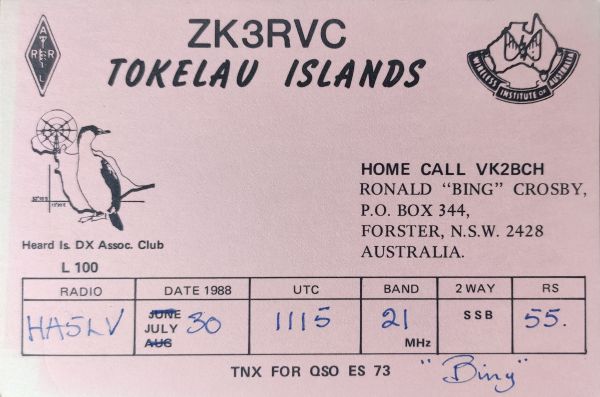 ZK3RVC
TOKELAU ISLANDS
WIRELESS INSTITUTE OF AUSTRALIA
HOME CALL VK2BCH
RONALD "BING" CROSBY,
P.O. BOX 344,
FORSTER, N.S.W. 2428
AUSTRALIA.
Heard Is. DX Assoc. Club
L 100
RADIO DATE 1988 UTC BAND 2 WAY RS
JUNE
HA5LV JULY 30 1115 21 MHz SSB 55.
AUG
TNX FOR QSO ES 73 "Bing"